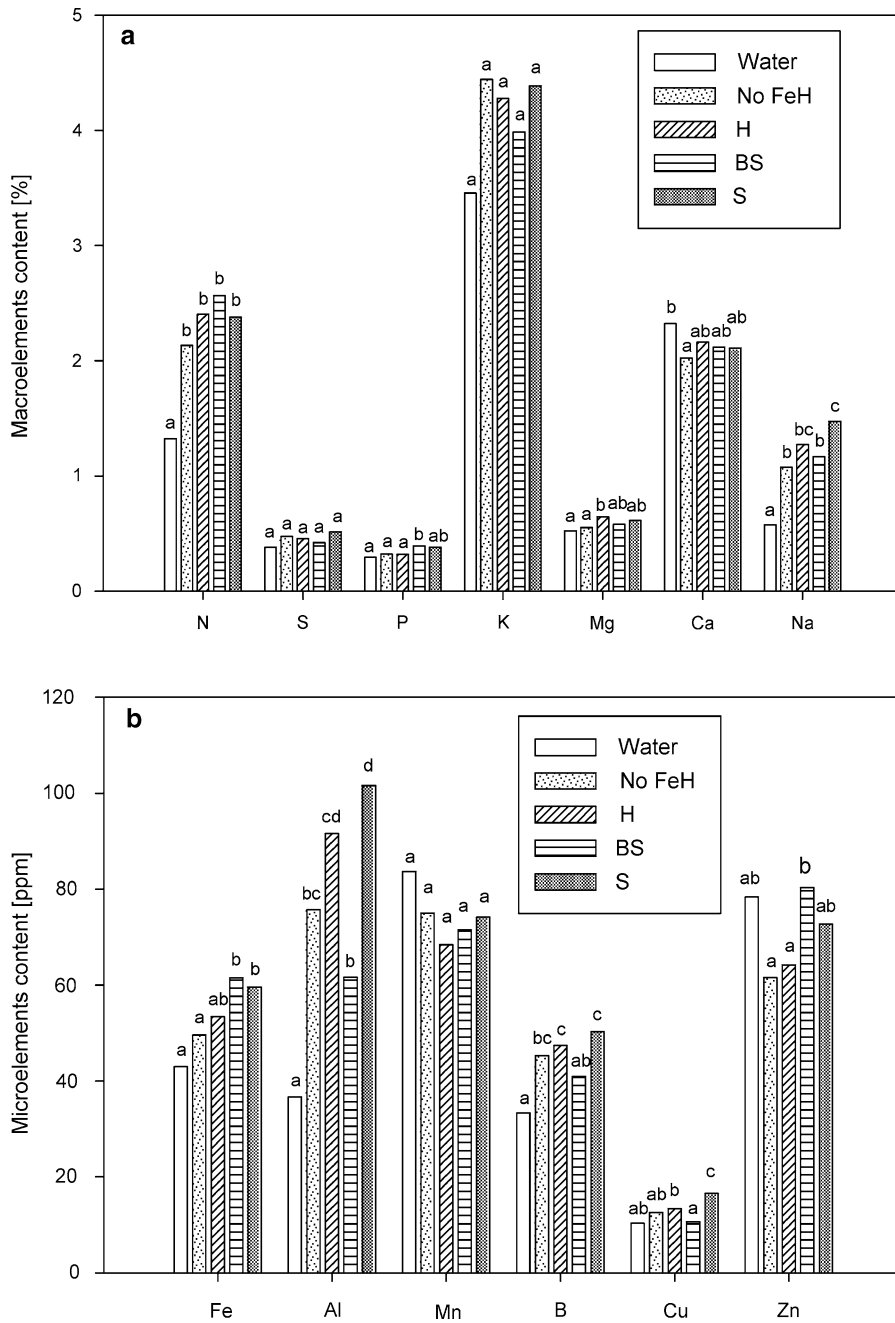 a
Macroelements content [%]
5
4
3
2
1
0
Water
No FeH
H
BS
S
a b b b b
a a a a a
a a a b ab
a a a a a
a a b ab ab
b a ab ab ab
a b bc b c
N S P K Mg Ca Na
b
Microelements content [ppm]
120
100
80
60
40
20
0
Water
No FeH
H
BS
S
a a ab b b
a bc cd b d
a a a a a
a bc c ab c
ab ab b a c
ab a a b ab
Fe Al Mn B Cu Zn